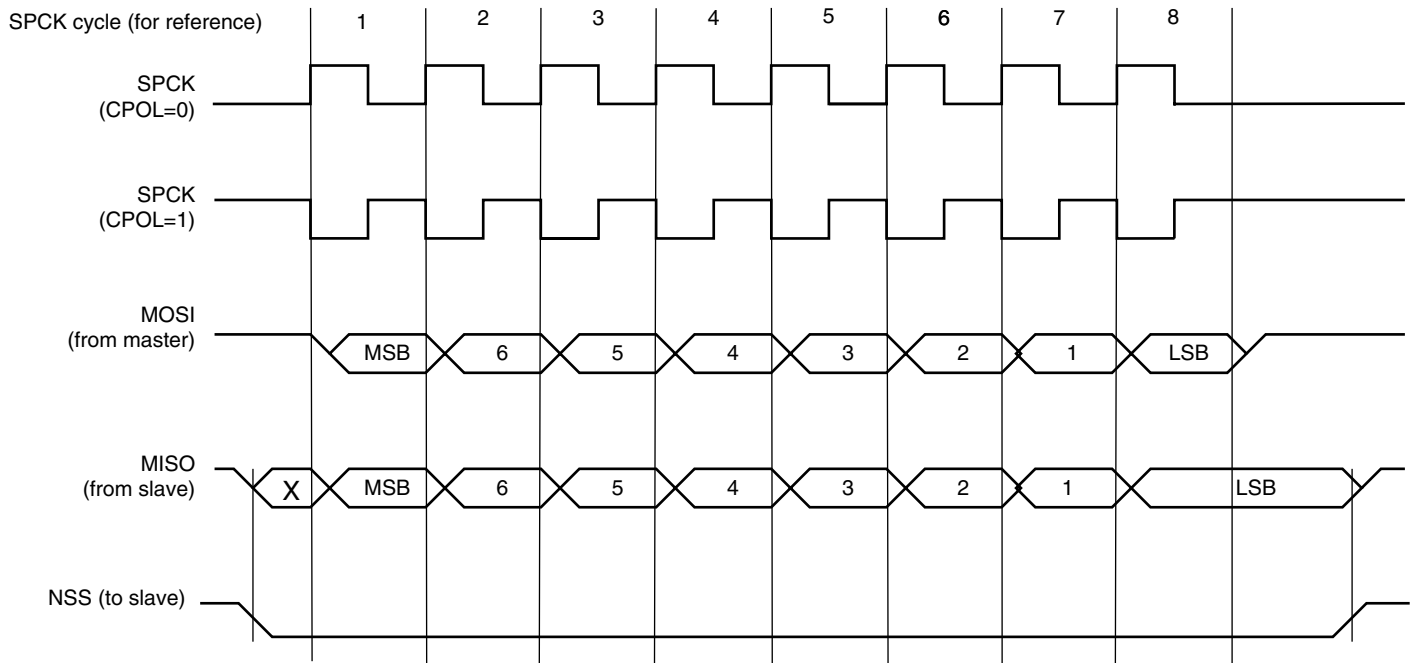 SPCK cycle (for reference) 1 2 3 4 5 6 7 8
SPCK
(CPOL=0)
SPCK
(CPOL=1)
MOSI
(from master)
MSB 6 5 4 3 2 1 LSB
MISO
(from slave)
X MSB 6 5 4 3 2 1 LSB
NSS (to slave)